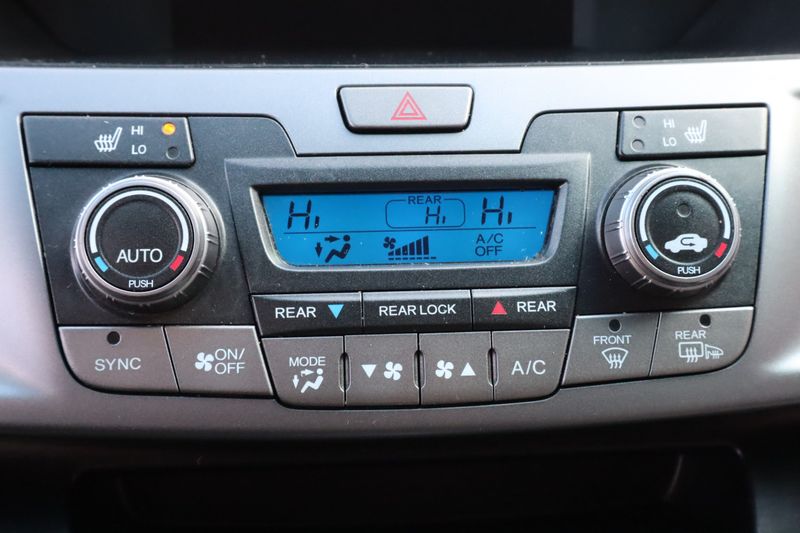 HI
LO
HI
LO
REAR
Hi
Hi
Hi
A/C
OFF
AUTO
PUSH
PUSH
REAR
REAR LOCK
REAR
SYNC
ON/
OFF
MODE
A/C
FRONT
REAR